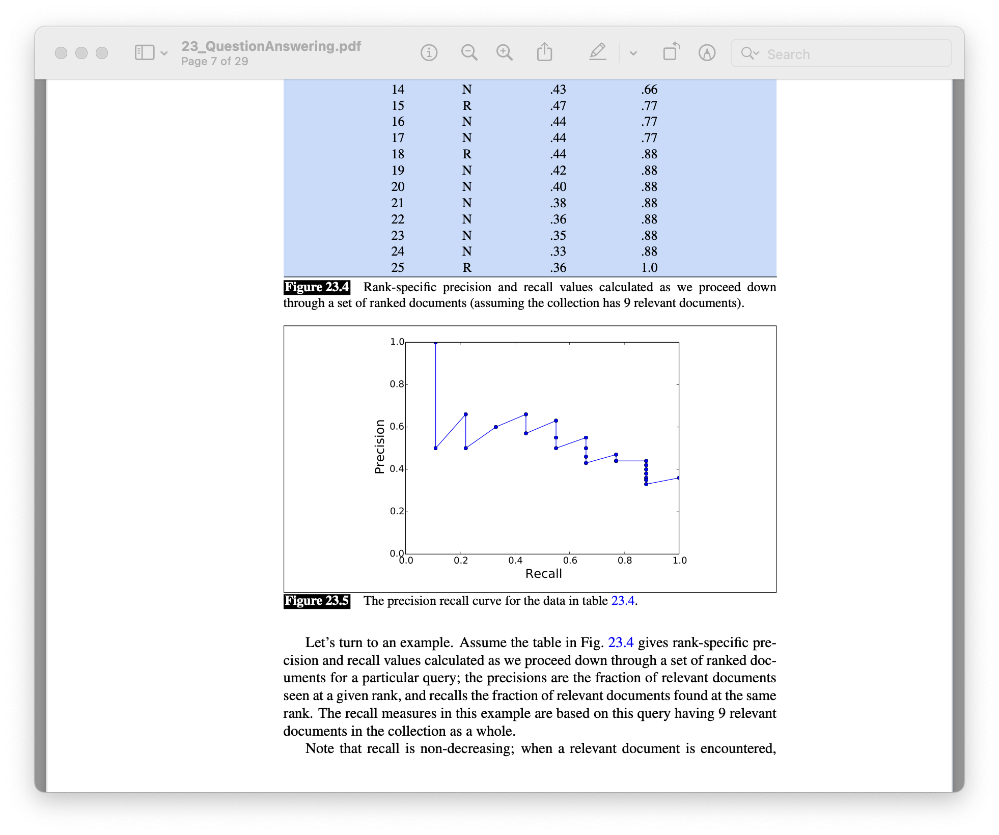 23_QuestionAnswering.pdf
Page 7 of 29
Search
14 N .43 .66
15 R .47 .77
16 N .44 .77
17 N .44 .77
18 R .44 .88
19 N .42 .88
20 N .40 .88
21 N .38 .88
22 N .36 .88
23 N .35 .88
24 N .33 .88
25 R .36 1.0
Figure 23.4 Rank-specific precision and recall values calculated as we proceed down
through a set of ranked documents (assuming the collection has 9 relevant documents).
1.0
0.8
0.6
0.4
0.2
0.0
Precision
0.0 0.2 0.4 0.6 0.8 1.0
Recall
Figure 23.5 The precision recall curve for the data in table 23.4.
Let’s turn to an example. Assume the table in Fig. 23.4 gives rank-specific pre-
cision and recall values calculated as we proceed down through a set of ranked doc-
uments for a particular query; the precisions are the fraction of relevant documents
seen at a given rank, and recalls the fraction of relevant documents found at the same
rank. The recall measures in this example are based on this query having 9 relevant
documents in the collection as a whole.
Note that recall is non-decreasing; when a relevant document is encountered,